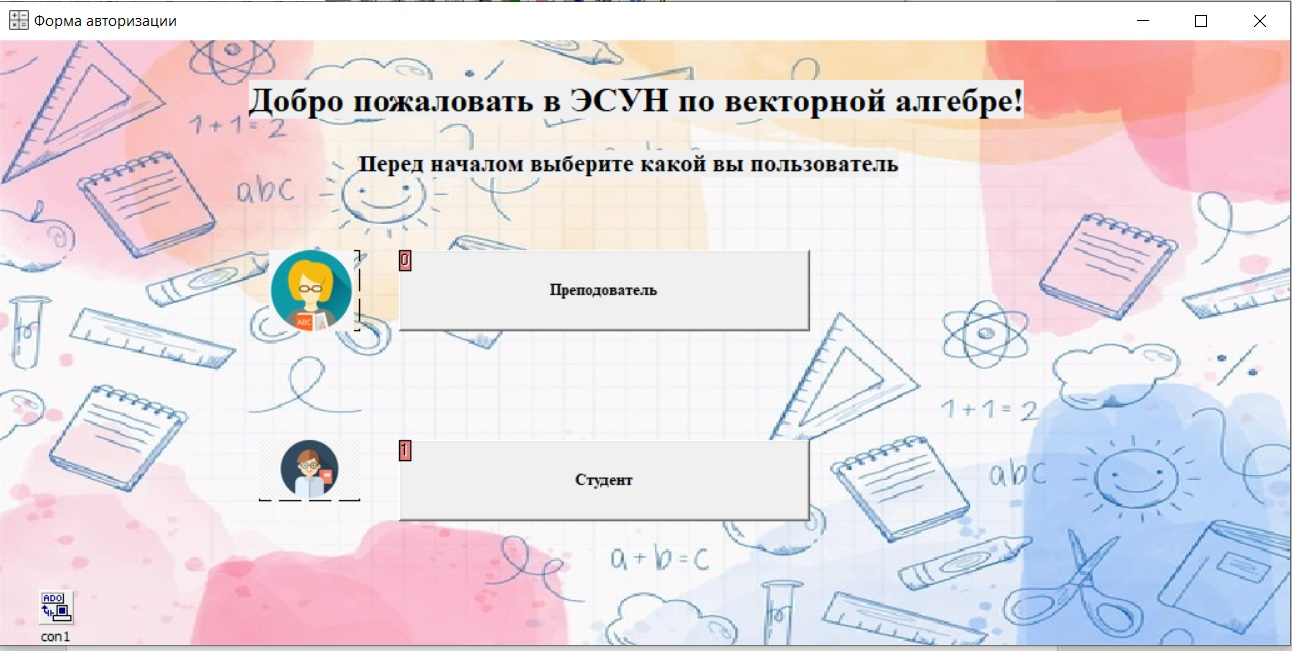 Форма авторизации
Добро пожаловать в ЭСУН по векторной алгебре!
1+1=2
Перед началом выберите какой вы пользователь
abc
0
Преподователь
ABC A
1+1=2
1
Студент
abc
a+b=c
ADO
con1